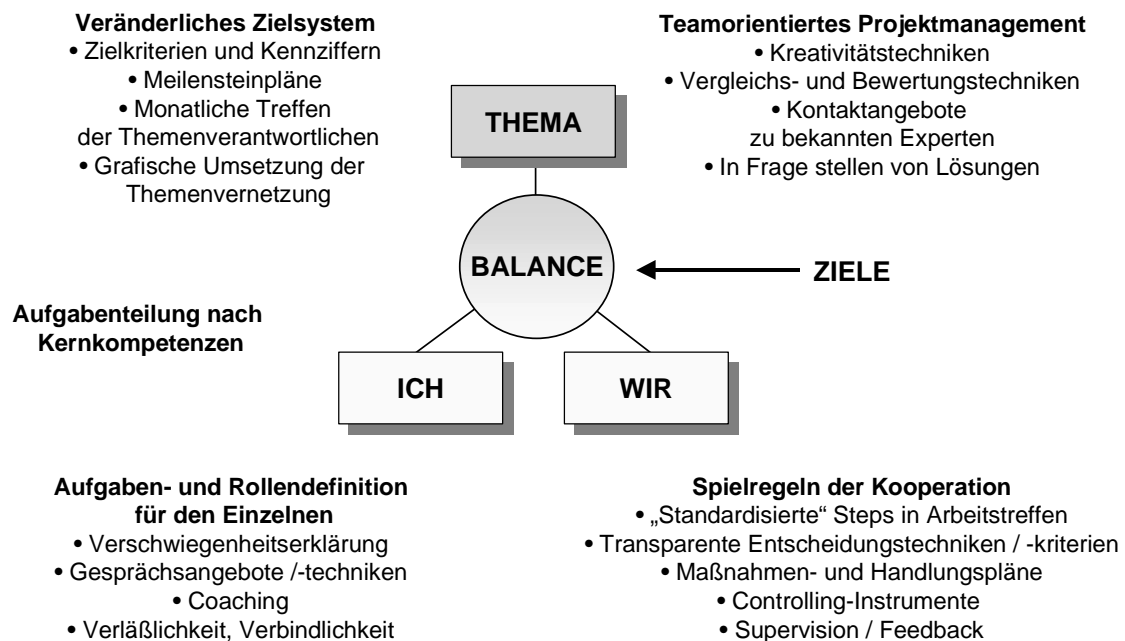 Veränderliches Zielsystem
• Zielkriterien und Kennziffern
• Meilensteinpläne
• Monatliche Treffen
der Themenverantwortlichen
• Grafische Umsetzung der
Themenvernetzung
Teamorientiertes Projektmanagement
• Kreativitätstechniken
• Vergleichs- und Bewertungstechniken
• Kontaktangebote
zu bekannten Experten
• In Frage stellen von Lösungen
THEMA
BALANCE
ZIELE
Aufgabenteilung nach
Kernkompetenzen
ICH
WIR
Aufgaben- und Rollendefinition
für den Einzelnen
• Verschwiegenheitserklärung
• Gesprächsangebote /-techniken
• Coaching
• Verläßlichkeit, Verbindlichkeit
Spielregeln der Kooperation
• „Standardisierte“ Steps in Arbeitstreffen
• Transparente Entscheidungstechniken / -kriterien
• Maßnahmen- und Handlungspläne
• Controlling-Instrumente
• Supervision / Feedback